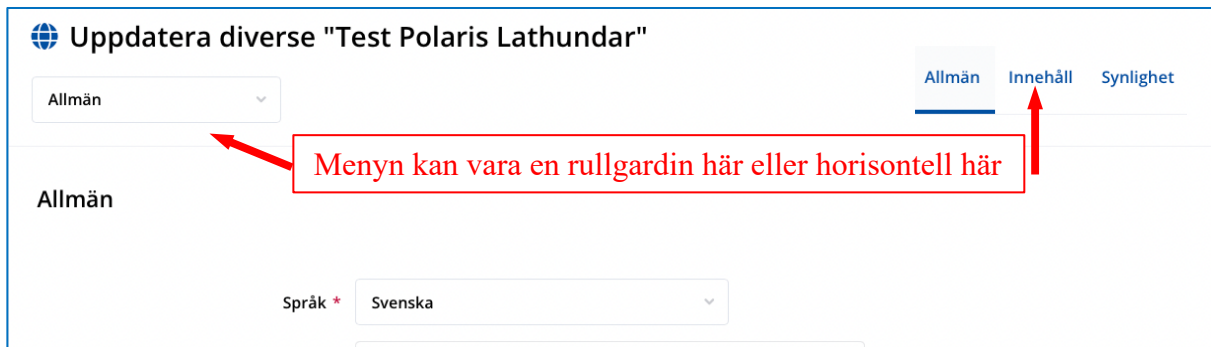 Uppdatera diverse "Test Polaris Lathundar"
Allmän
Allmän Innehåll Synlighet
Menyn kan vara en rullgardin här eller horisontell här
Allmän
Språk * Svenska